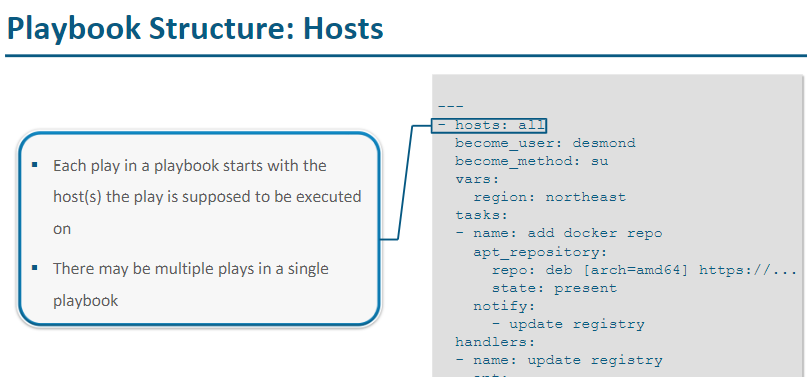 Playbook Structure: Hosts
▪ Each play in a playbook starts with the
host(s) the play is supposed to be executed
on
▪ There may be multiple plays in a single
playbook
---
- hosts: all
  become_user: desmond
  become_method: su
  vars:
    region: northeast
  tasks:
  - name: add docker repo
    apt_repository:
      repo: deb [arch=amd64] https://...
      state: present
    notify:
      - update registry
  handlers:
  - name: update registry